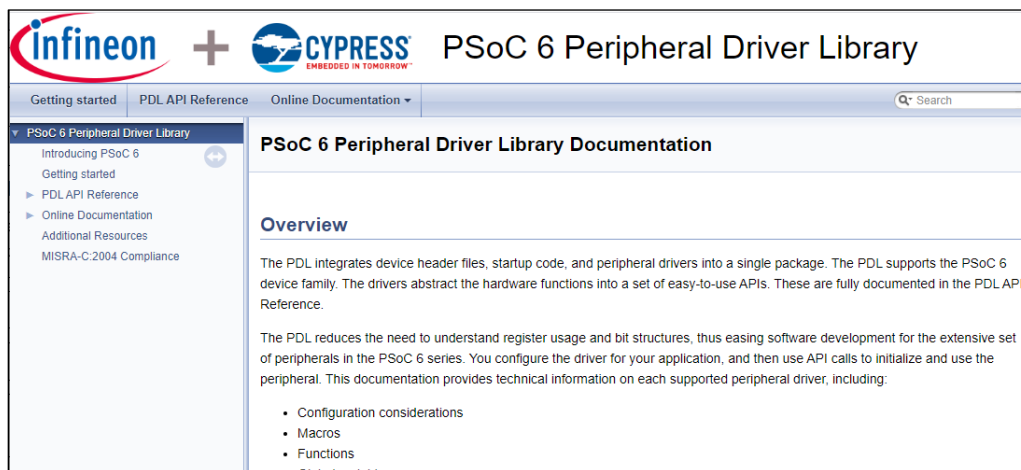 infineon + CYPRESS PSoC 6 Peripheral Driver Library
EMBEDDED IN TOMORROW™
Getting started PDL API Reference Online Documentation
Search
PSoC 6 Peripheral Driver Library
Introducing PSoC 6
Getting started
PDL API Reference
Online Documentation
Additional Resources
MISRA-C:2004 Compliance
PSoC 6 Peripheral Driver Library Documentation
Overview
The PDL integrates device header files, startup code, and peripheral drivers into a single package. The PDL supports the PSoC 6
device family. The drivers abstract the hardware functions into a set of easy-to-use APIs. These are fully documented in the PDL API
Reference.
The PDL reduces the need to understand register usage and bit structures, thus easing software development for the extensive set
of peripherals in the PSoC 6 series. You configure the driver for your application, and then use API calls to initialize and use the
peripheral. This documentation provides technical information on each supported peripheral driver, including:
• Configuration considerations
• Macros
• Functions